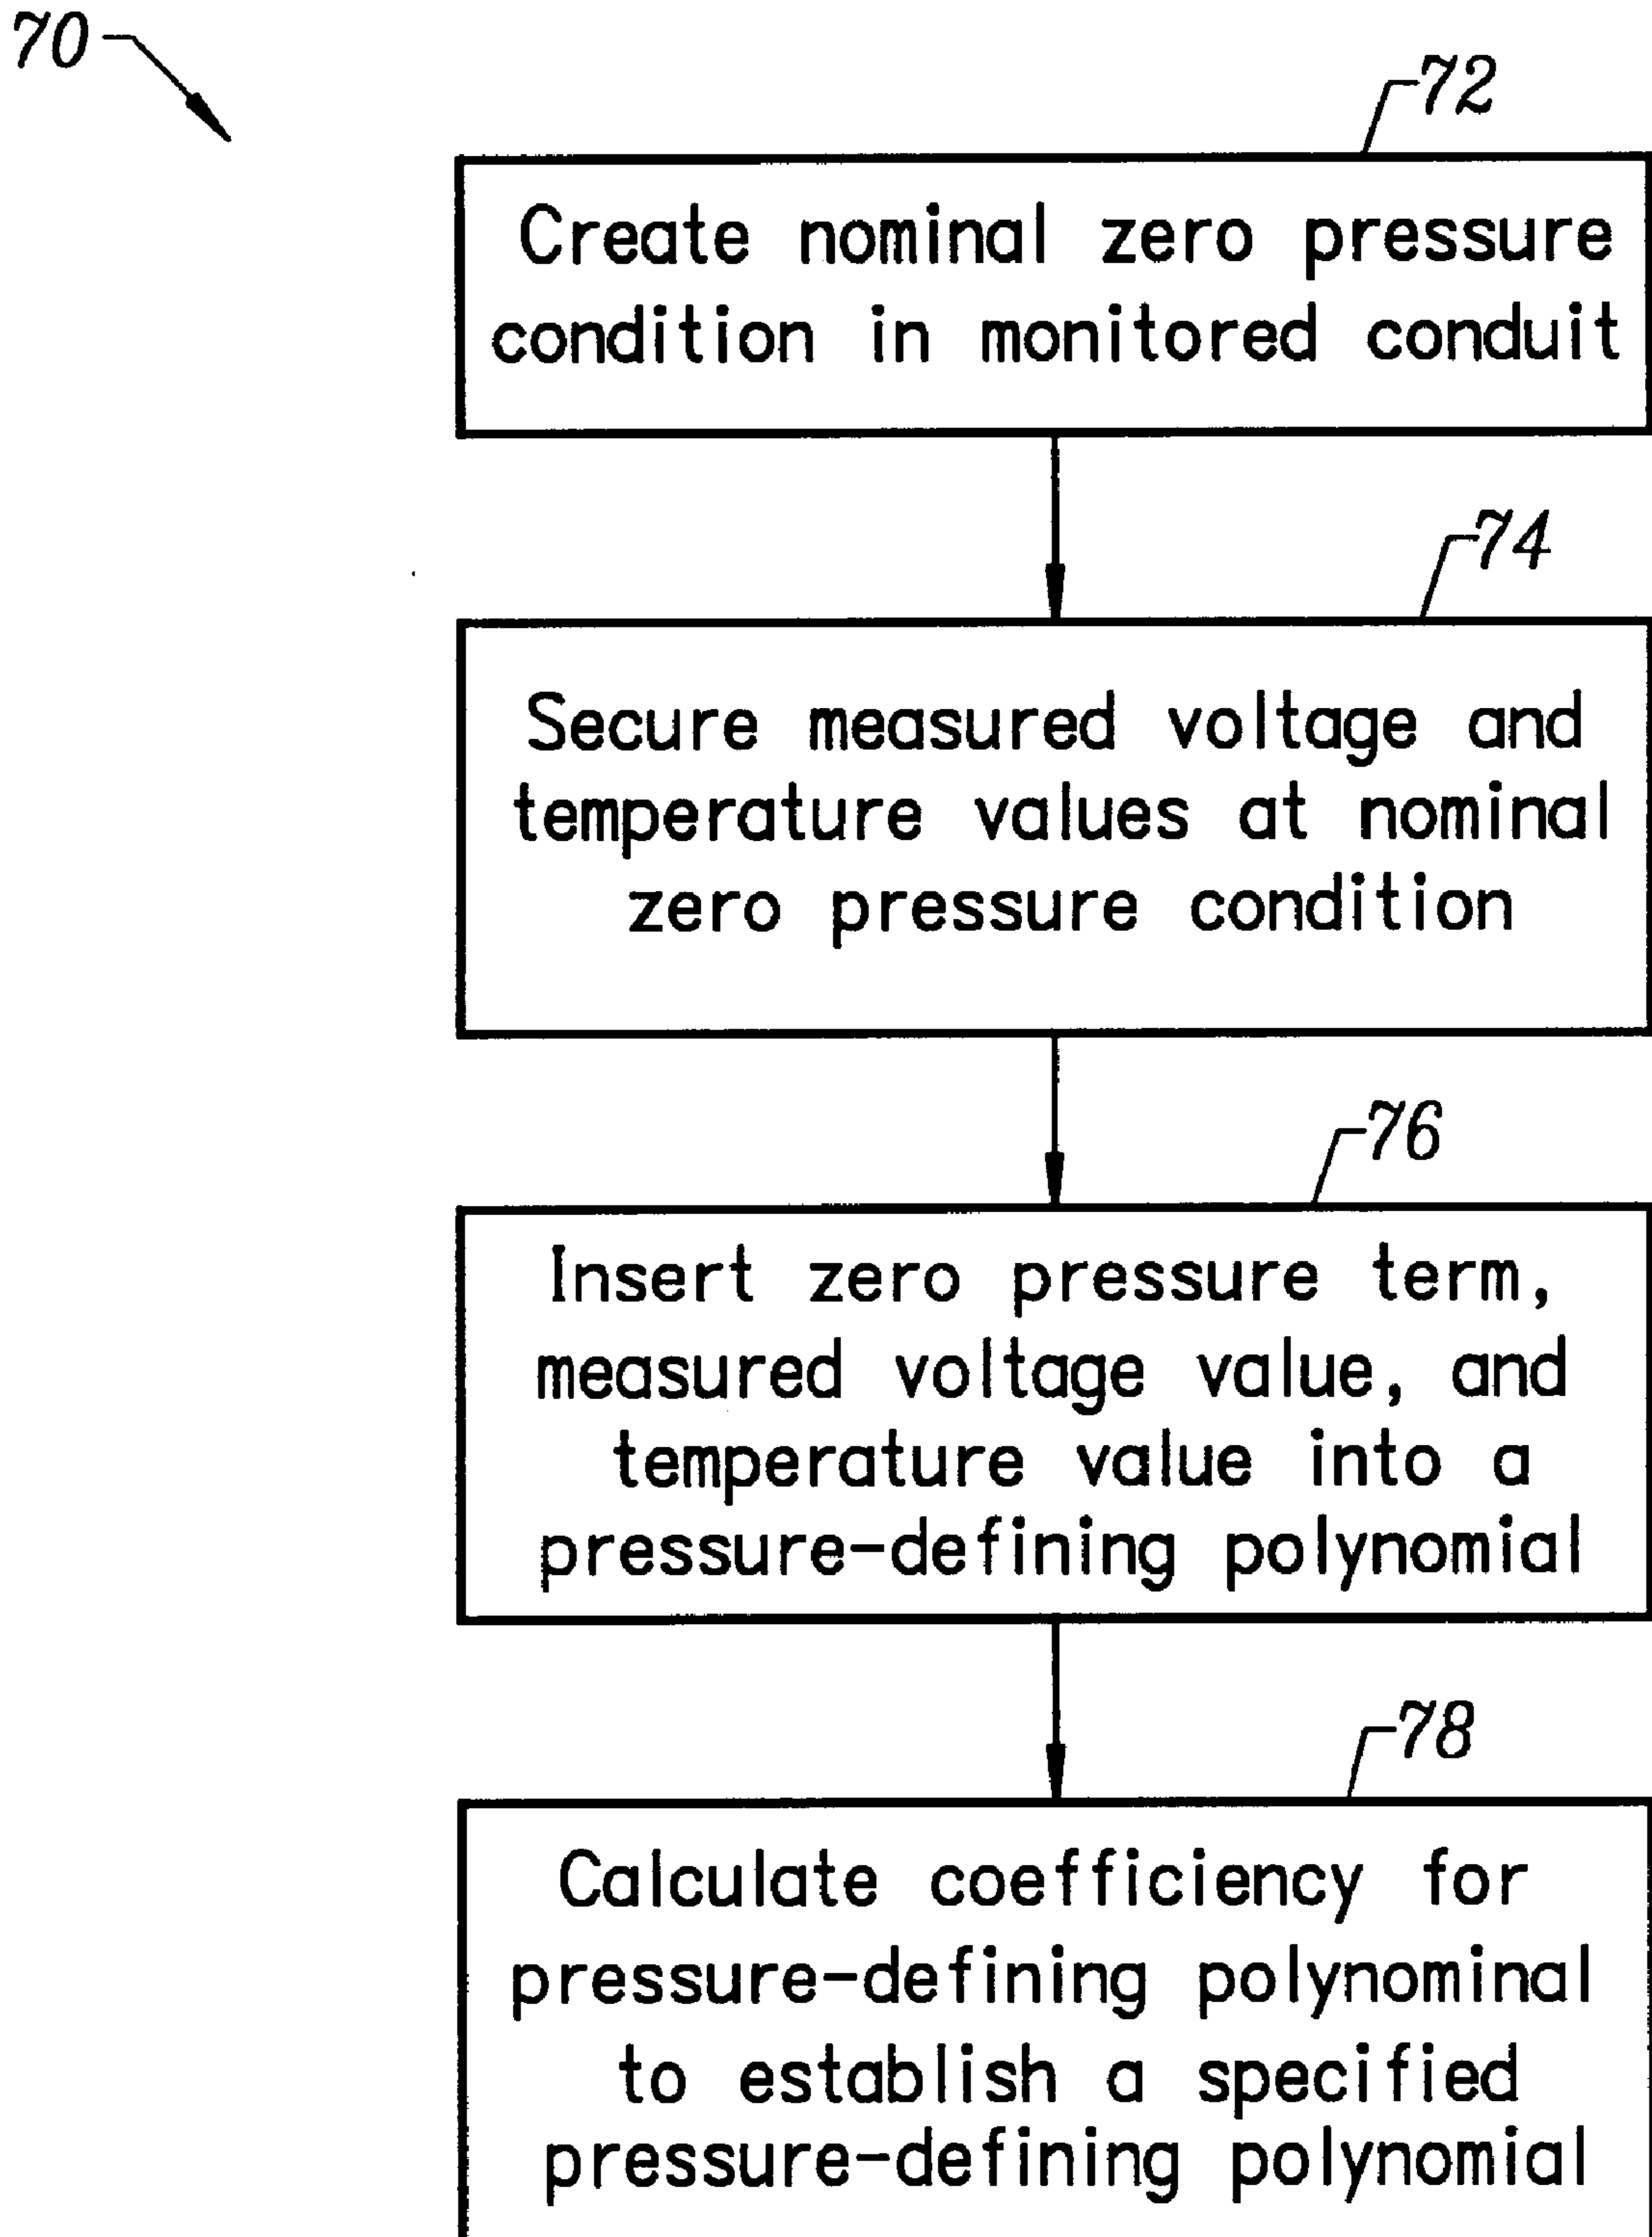 70
72
Create nominal zero pressure
condition in monitored conduit
74
Secure measured voltage and
temperature values at nominal
zero pressure condition
76
Insert zero pressure term,
measured voltage value, and
temperature value into a
pressure-defining polynomial
78
Calculate coefficiency for
pressure-defining polynominal
to establish a specified
pressure-defining polynomial